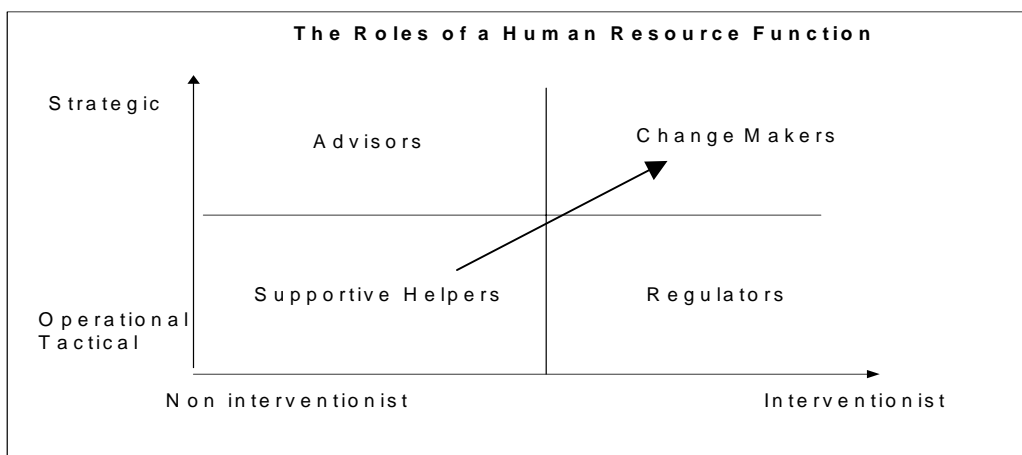 The Roles of a Human Resource Function
Strategic
Advisors
Change Makers
Supportive Helpers
Regulators
Operational
Tactical
Non interventionist
Interventionist